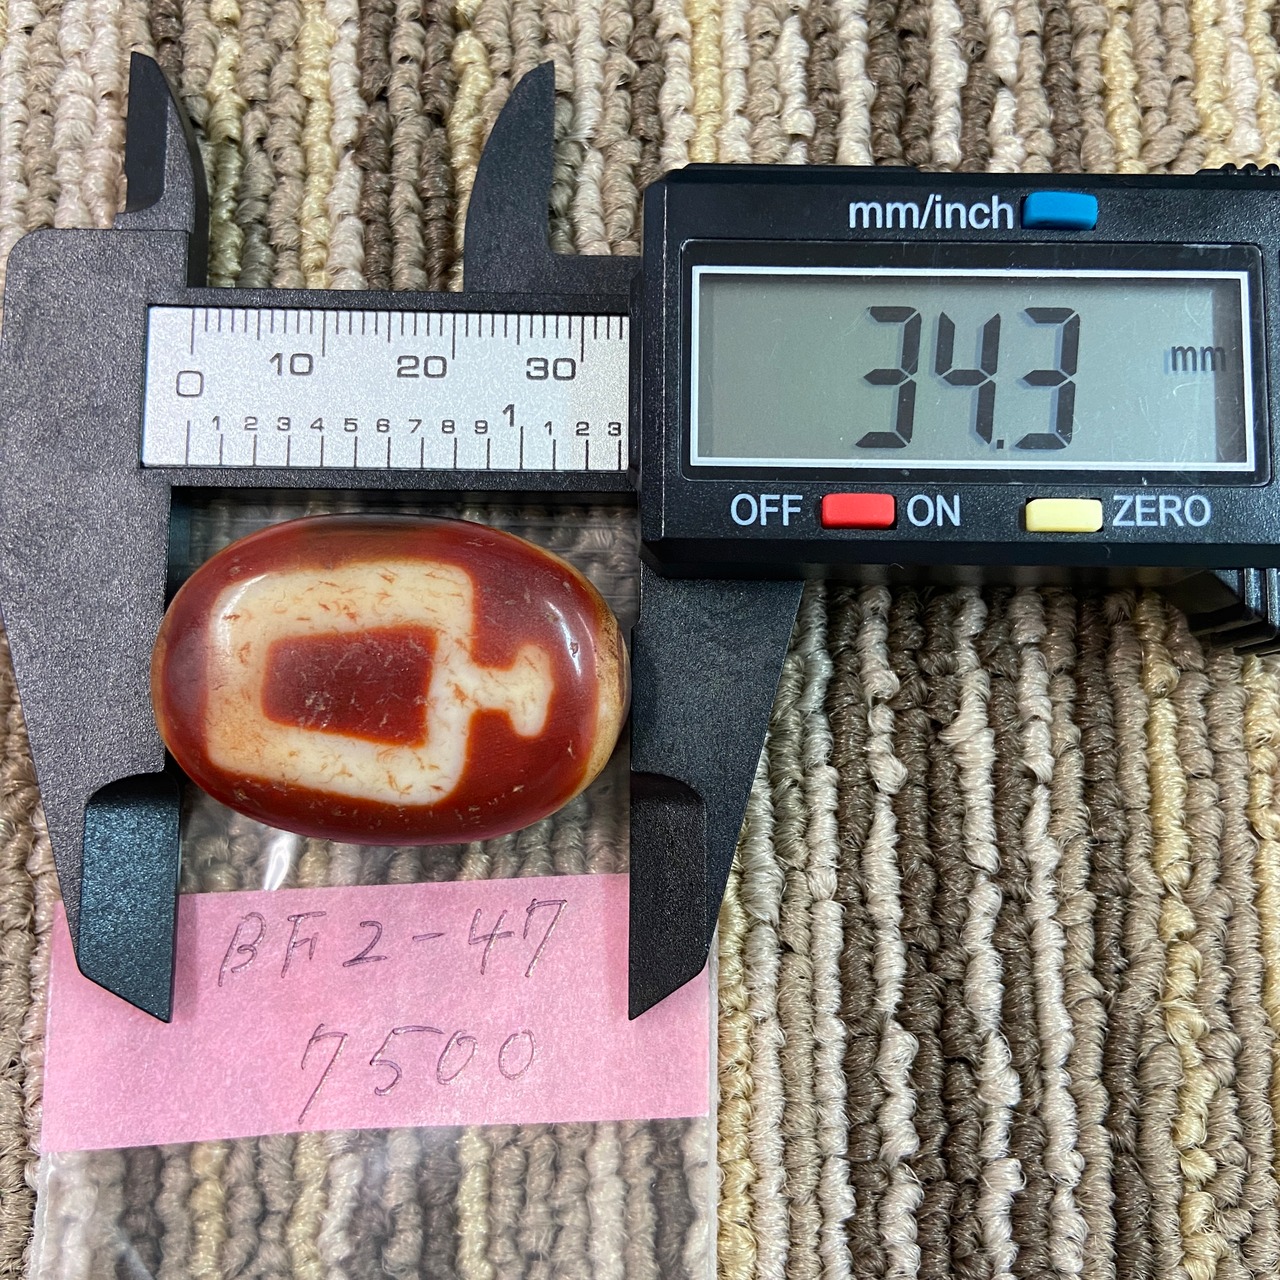 mm/inch
34.3 mm
OFF ON ZERO
0 10 20 30
1 2 3 4 5 6 7 8 9 1 1 2 3
BF2-47
7500